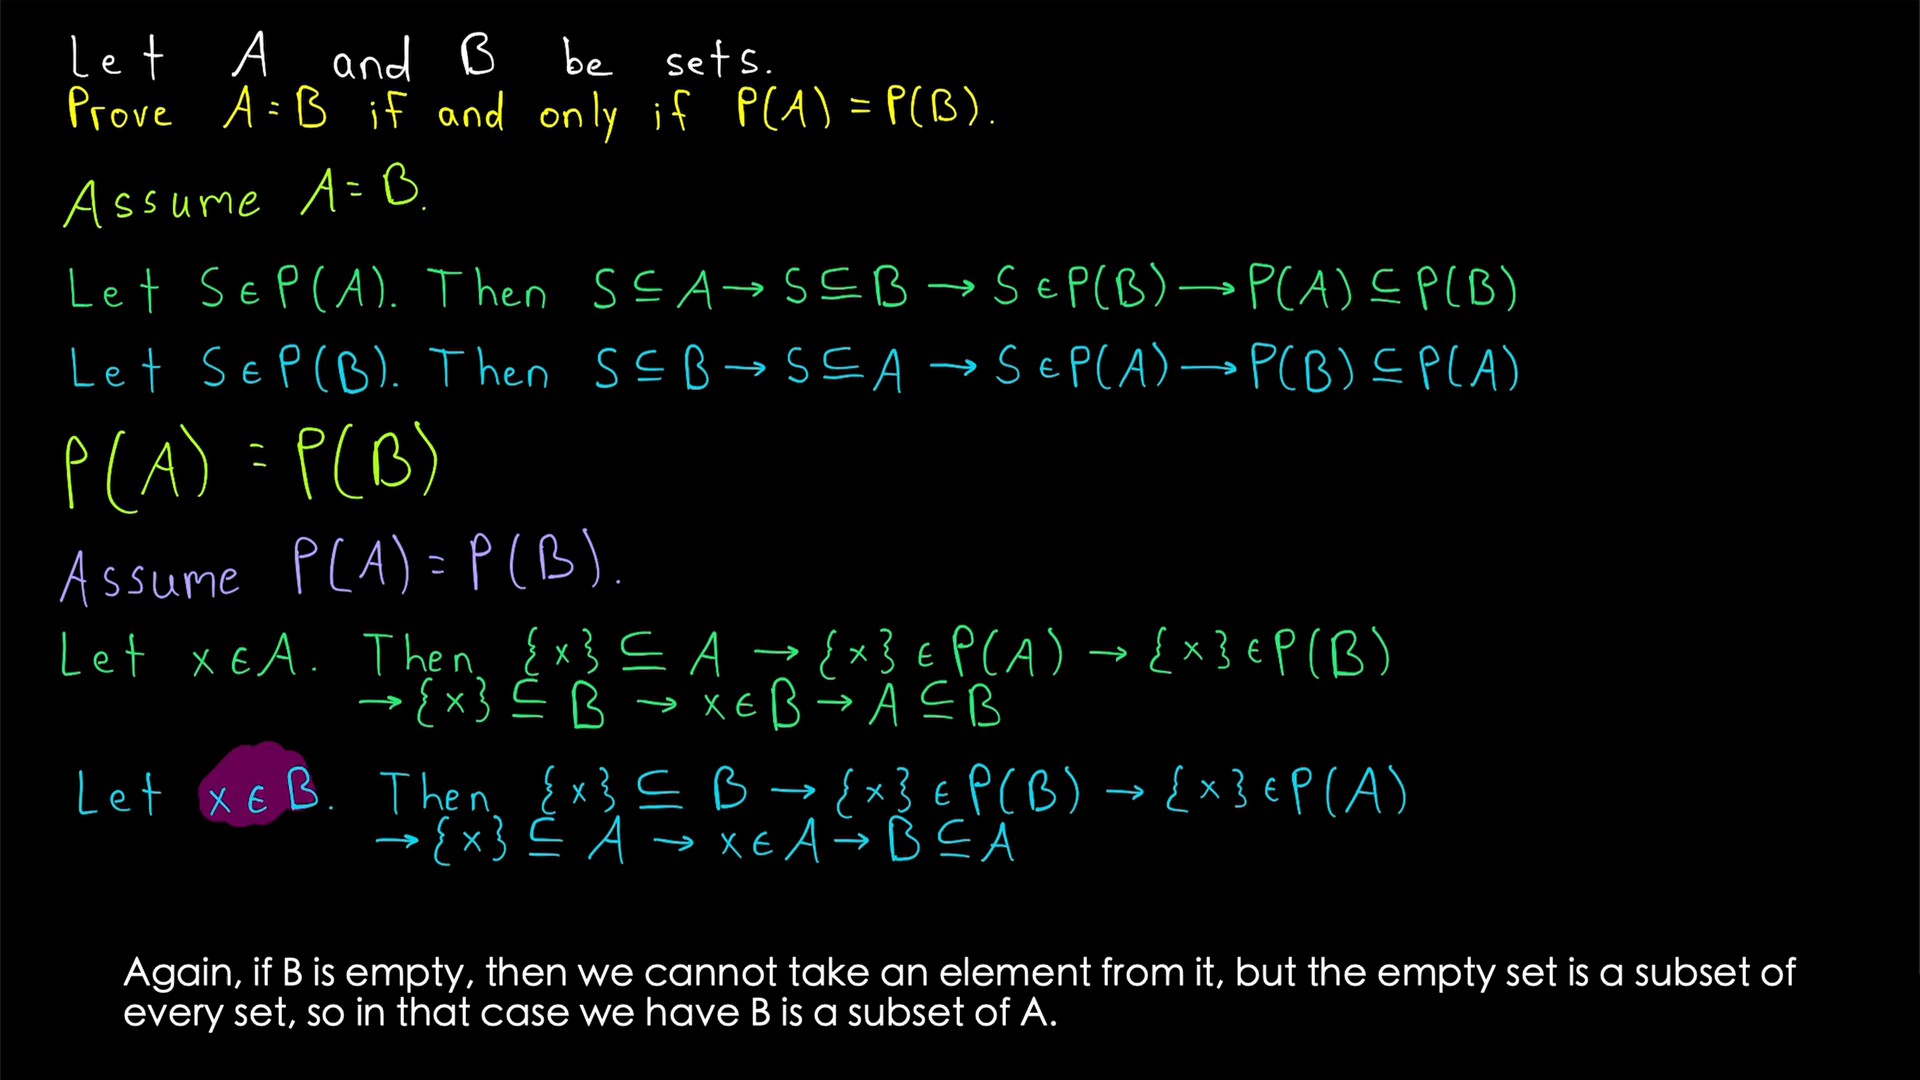 Let A and B be sets.
Prove A = B if and only if P(A) = P(B).
Assume A = B.
Let S ∈ P(A). Then S ⊆ A → S ⊆ B → S ∈ P(B) → P(A) ⊆ P(B)
Let S ∈ P(B). Then S ⊆ B → S ⊆ A → S ∈ P(A) → P(B) ⊆ P(A)
P(A) = P(B)
Assume P(A) = P(B).
Let x ∈ A. Then {x} ⊆ A → {x} ∈ P(A) → {x} ∈ P(B)
→ {x} ⊆ B → x ∈ B → A ⊆ B
Let x ∈ B. Then {x} ⊆ B → {x} ∈ P(B) → {x} ∈ P(A)
→ {x} ⊆ A → x ∈ A → B ⊆ A
Again, if B is empty, then we cannot take an element from it, but the empty set is a subset of
every set, so in that case we have B is a subset of A.